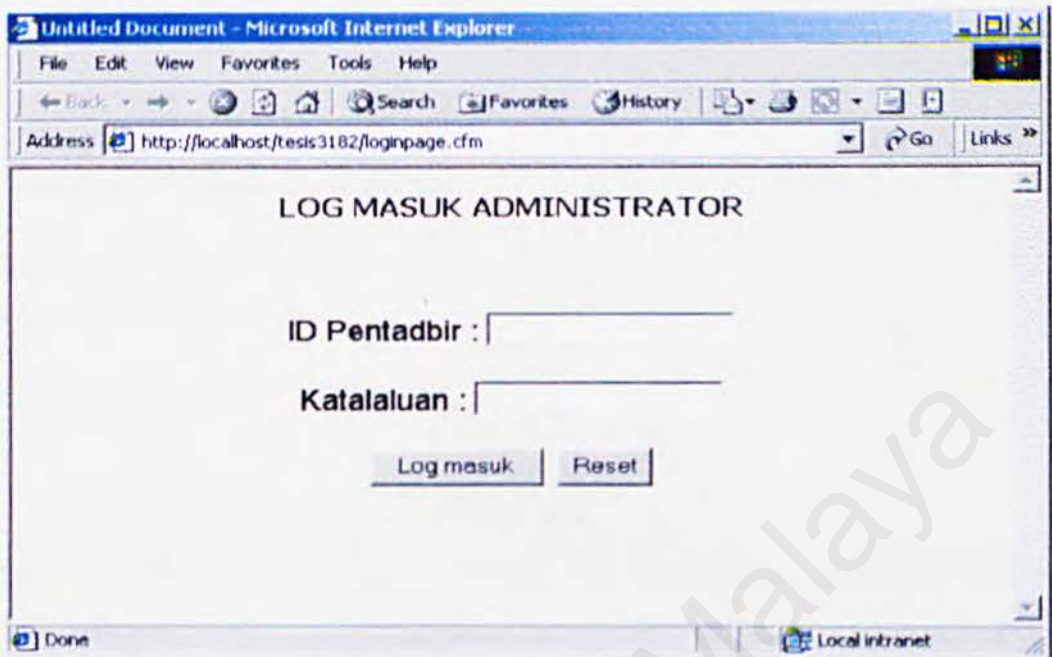 Untitled Document - Microsoft Internet Explorer
File Edit View Favorites Tools Help
Back Search Favorites History
Address http://localhost/tesis3182/loginpage.cfm Go Links »
LOG MASUK ADMINISTRATOR
ID Pentadbir :
Katalaluan :
Log masuk Reset
Malaya
Done Local intranet